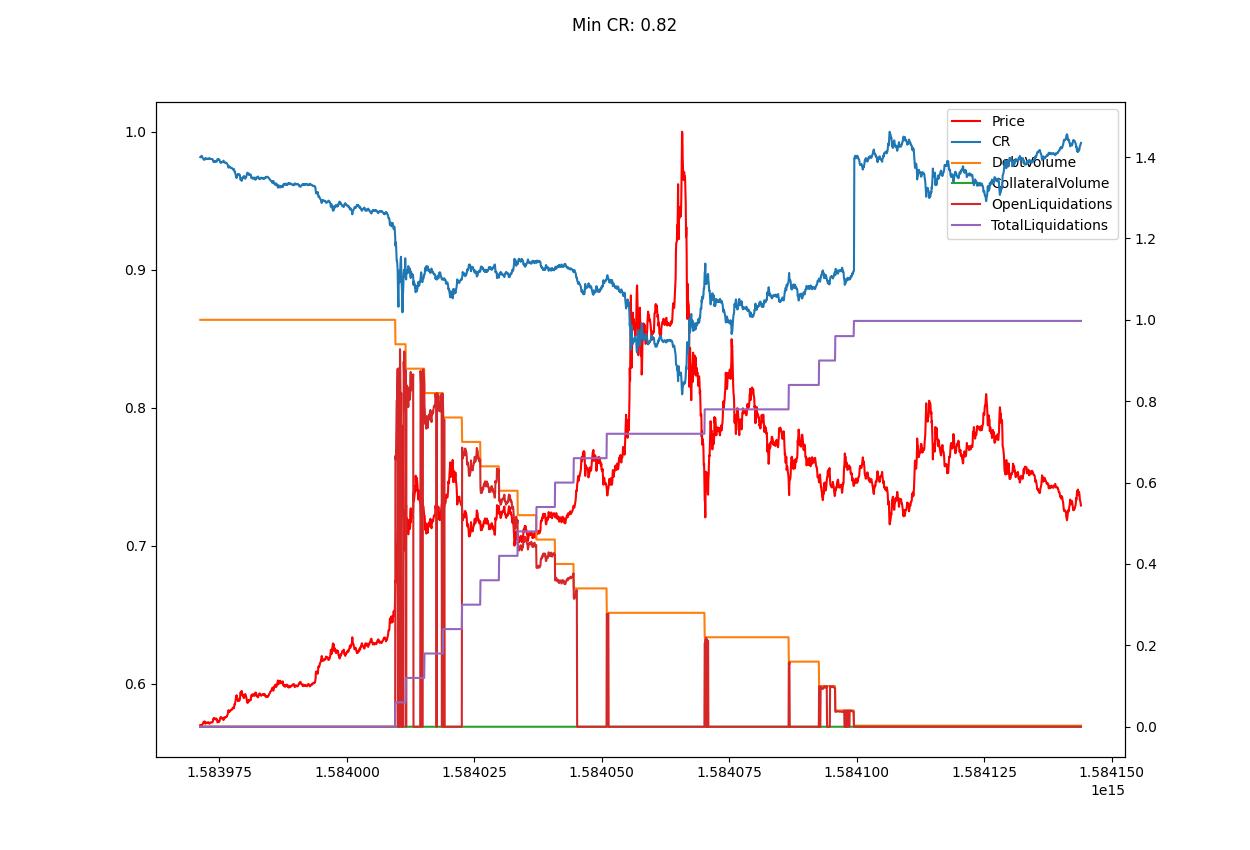 Min CR: 0.82
1.0
0.9
0.8
0.7
0.6
1.4
1.2
1.0
0.8
0.6
0.4
0.2
0.0
Price
CR
DebtVolume
CollateralVolume
OpenLiquidations
TotalLiquidations
1.583975
1.584000
1.584025
1.584050
1.584075
1.584100
1.584125
1.584150
1e15